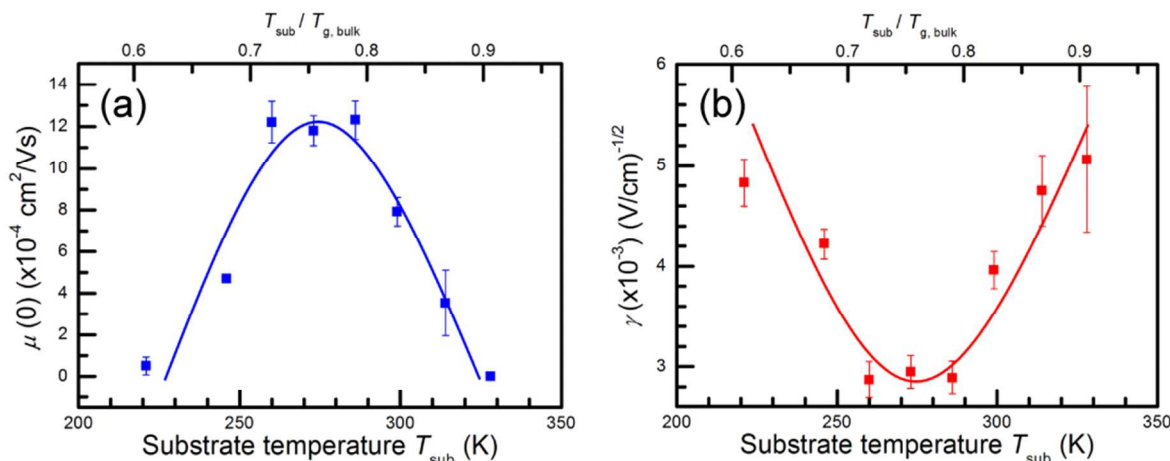 T_sub / T_g, bulk
0.6 0.7 0.8 0.9
(a)
14
12
10
8
6
4
2
0
μ (0) (x10⁻⁴ cm²/Vs)
200 250 300 350
Substrate temperature T_sub (K)
T_sub / T_g, bulk
0.6 0.7 0.8 0.9
(b)
6
5
4
3
γ (x10⁻³) (V/cm)⁻¹/²
200 250 300 350
Substrate temperature T_sub (K)